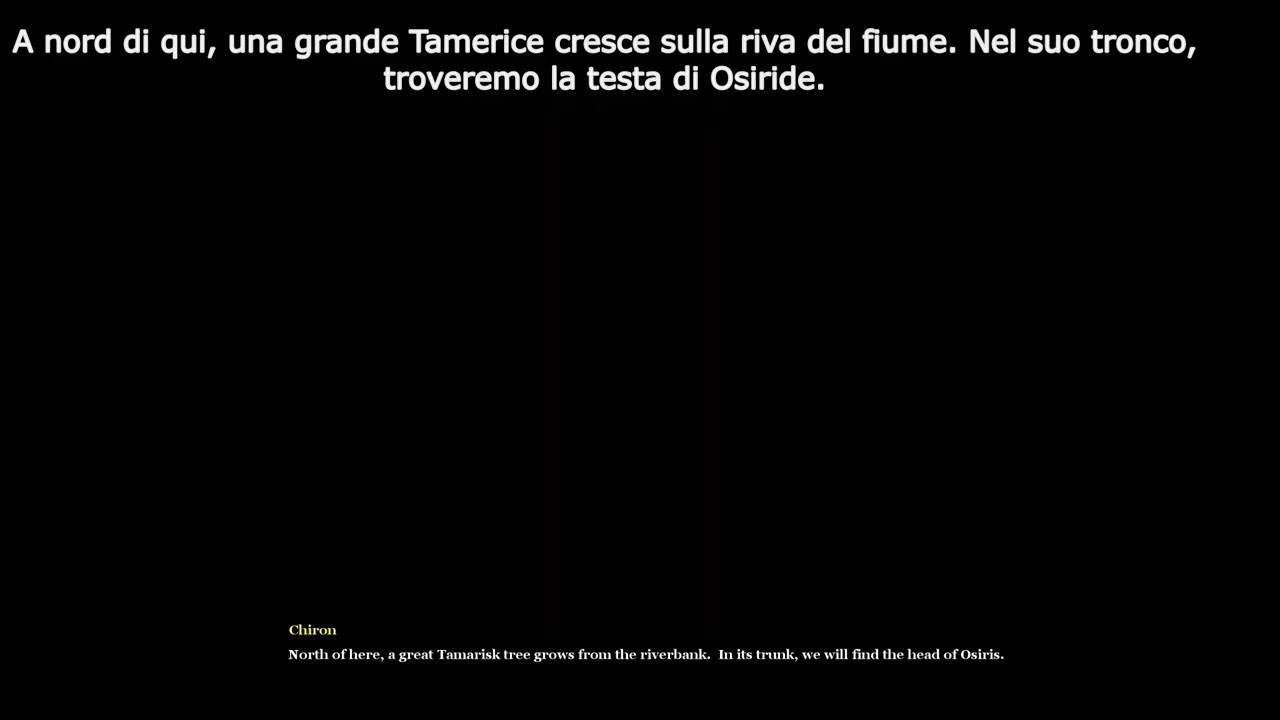 A nord di qui, una grande Tamerice cresce sulla riva del fiume. Nel suo tronco,
troveremo la testa di Osiride.
Chiron
North of here, a great Tamarisk tree grows from the riverbank.  In its trunk, we will find the head of Osiris.